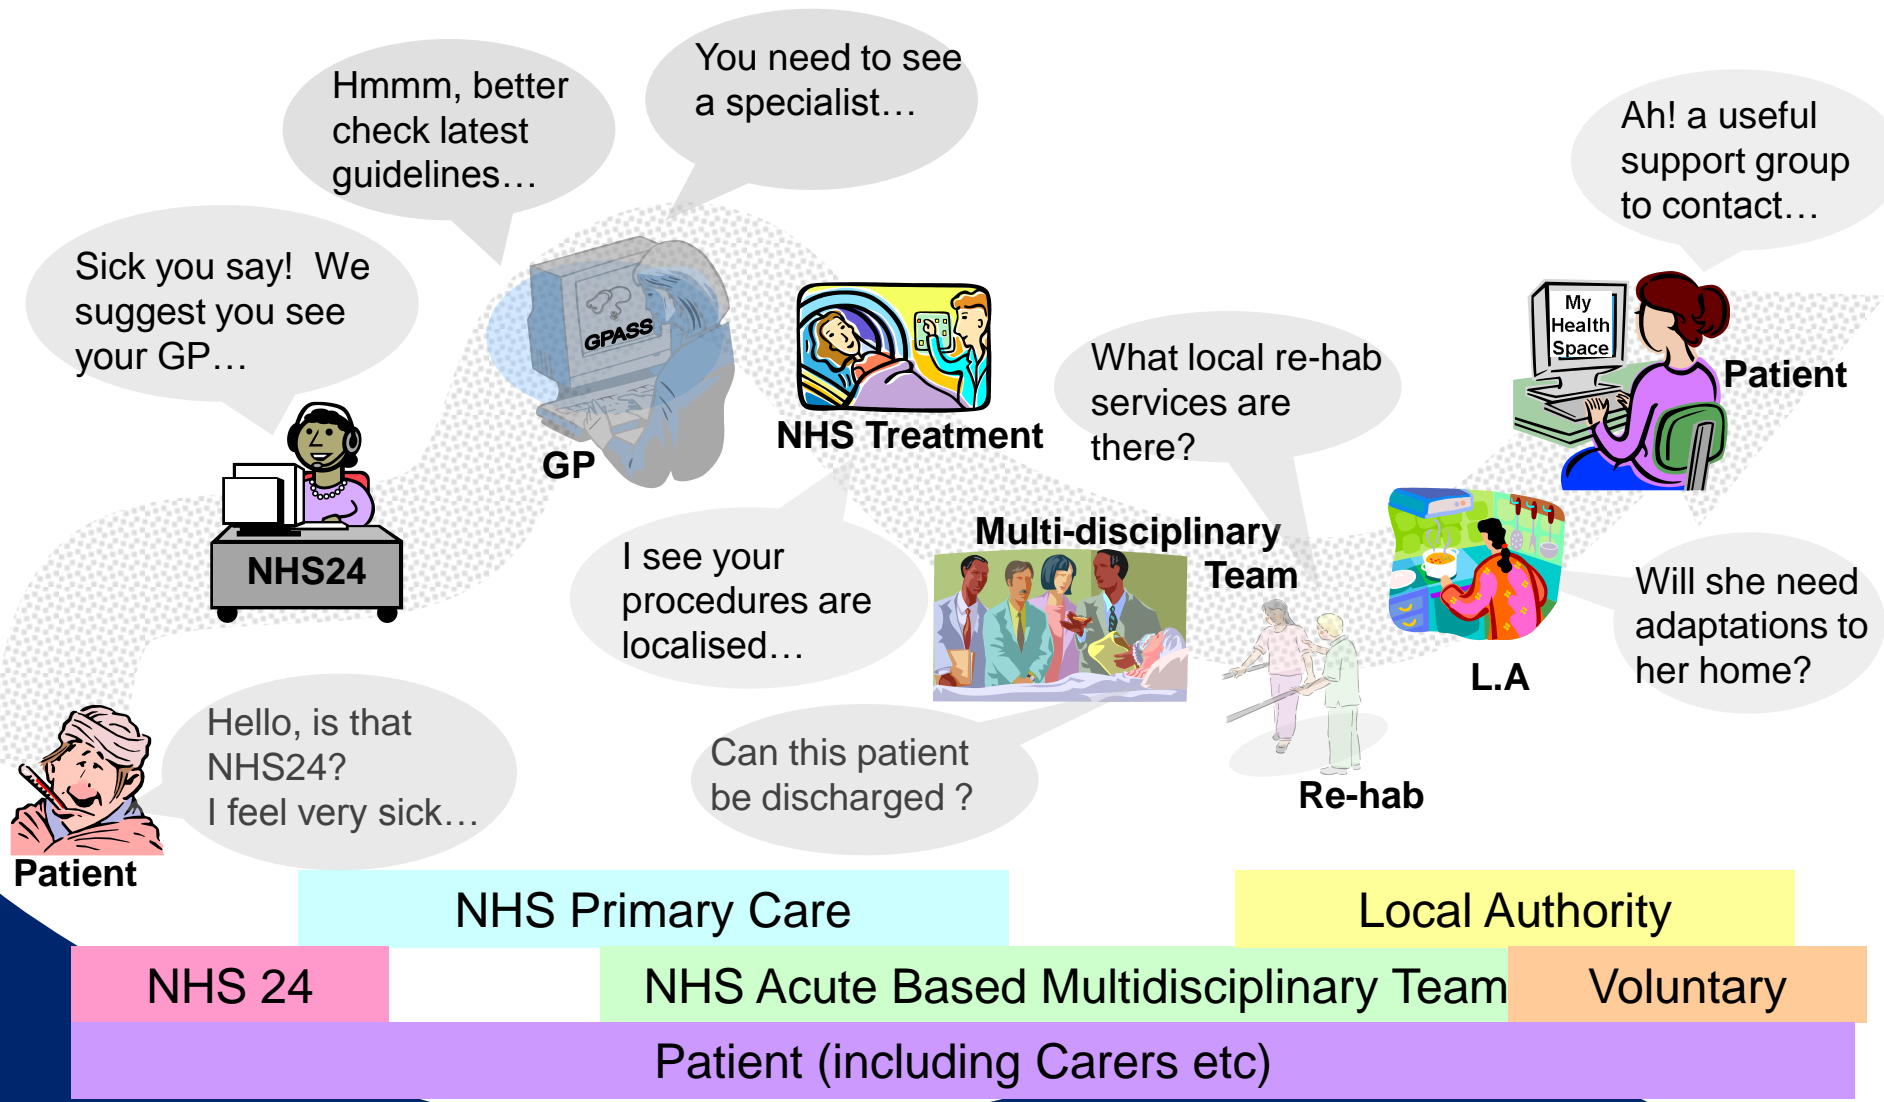 You need to see
a specialist…
Hmmm, better
check latest
guidelines…
Ah! a useful
support group
to contact…
Sick you say!  We
suggest you see
your GP…
GPASS
My
Health
Space
What local re-hab
services are
there?
Patient
NHS Treatment
GP
Multi-disciplinary
Team
NHS24
I see your
procedures are
localised…
Will she need
adaptations to
her home?
L.A
Hello, is that
NHS24?
I feel very sick…
Can this patient
be discharged ?
Re-hab
Patient
NHS Primary Care
Local Authority
NHS 24
NHS Acute Based Multidisciplinary Team
Voluntary
Patient (including Carers etc)